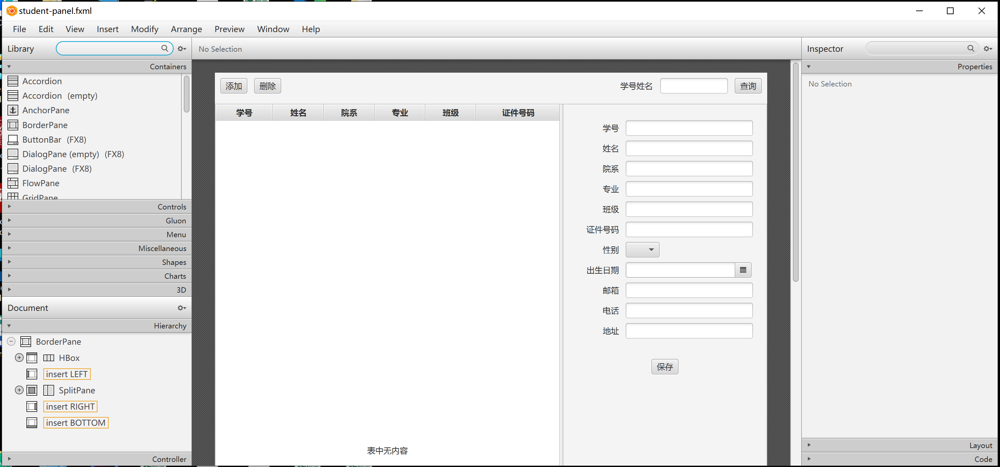 student-panel.fxml
File Edit View Insert Modify Arrange Preview Window Help
Library
No Selection
Inspector
Containers
Accordion
Accordion (empty)
AnchorPane
BorderPane
ButtonBar (FX8)
DialogPane (empty) (FX8)
DialogPane (FX8)
FlowPane
GridPane
Controls
Gluon
Menu
Miscellaneous
Shapes
Charts
3D
Document
Hierarchy
BorderPane
HBox
insert LEFT
SplitPane
insert RIGHT
insert BOTTOM
Controller
添加 删除 学号姓名 查询
学号 姓名 院系 专业 班级 证件号码
表中无内容
学号
姓名
院系
专业
班级
证件号码
性别
出生日期
邮箱
电话
地址
保存
Properties
No Selection
Layout
Code